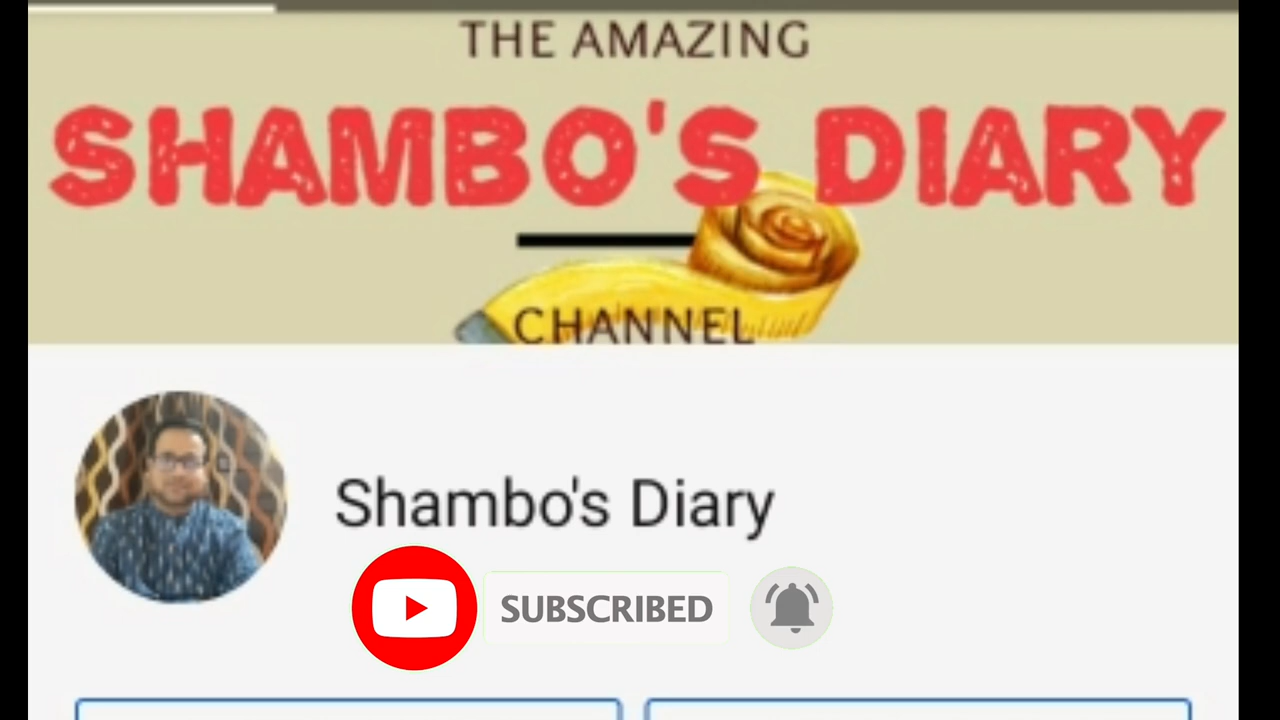 THE AMAZING
SHAMBO'S DIARY
CHANNEL
Shambo's Diary
SUBSCRIBED